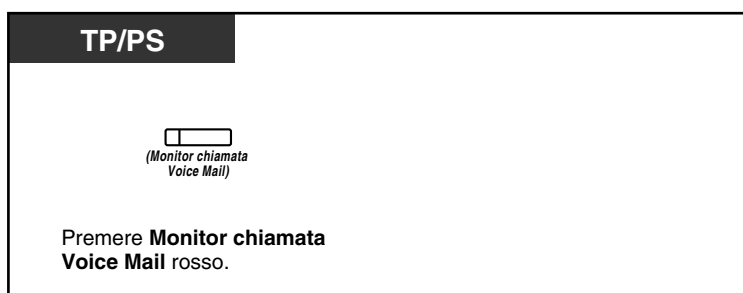 TP/PS
(Monitor chiamata
Voice Mail)
Premere Monitor chiamata
Voice Mail rosso.